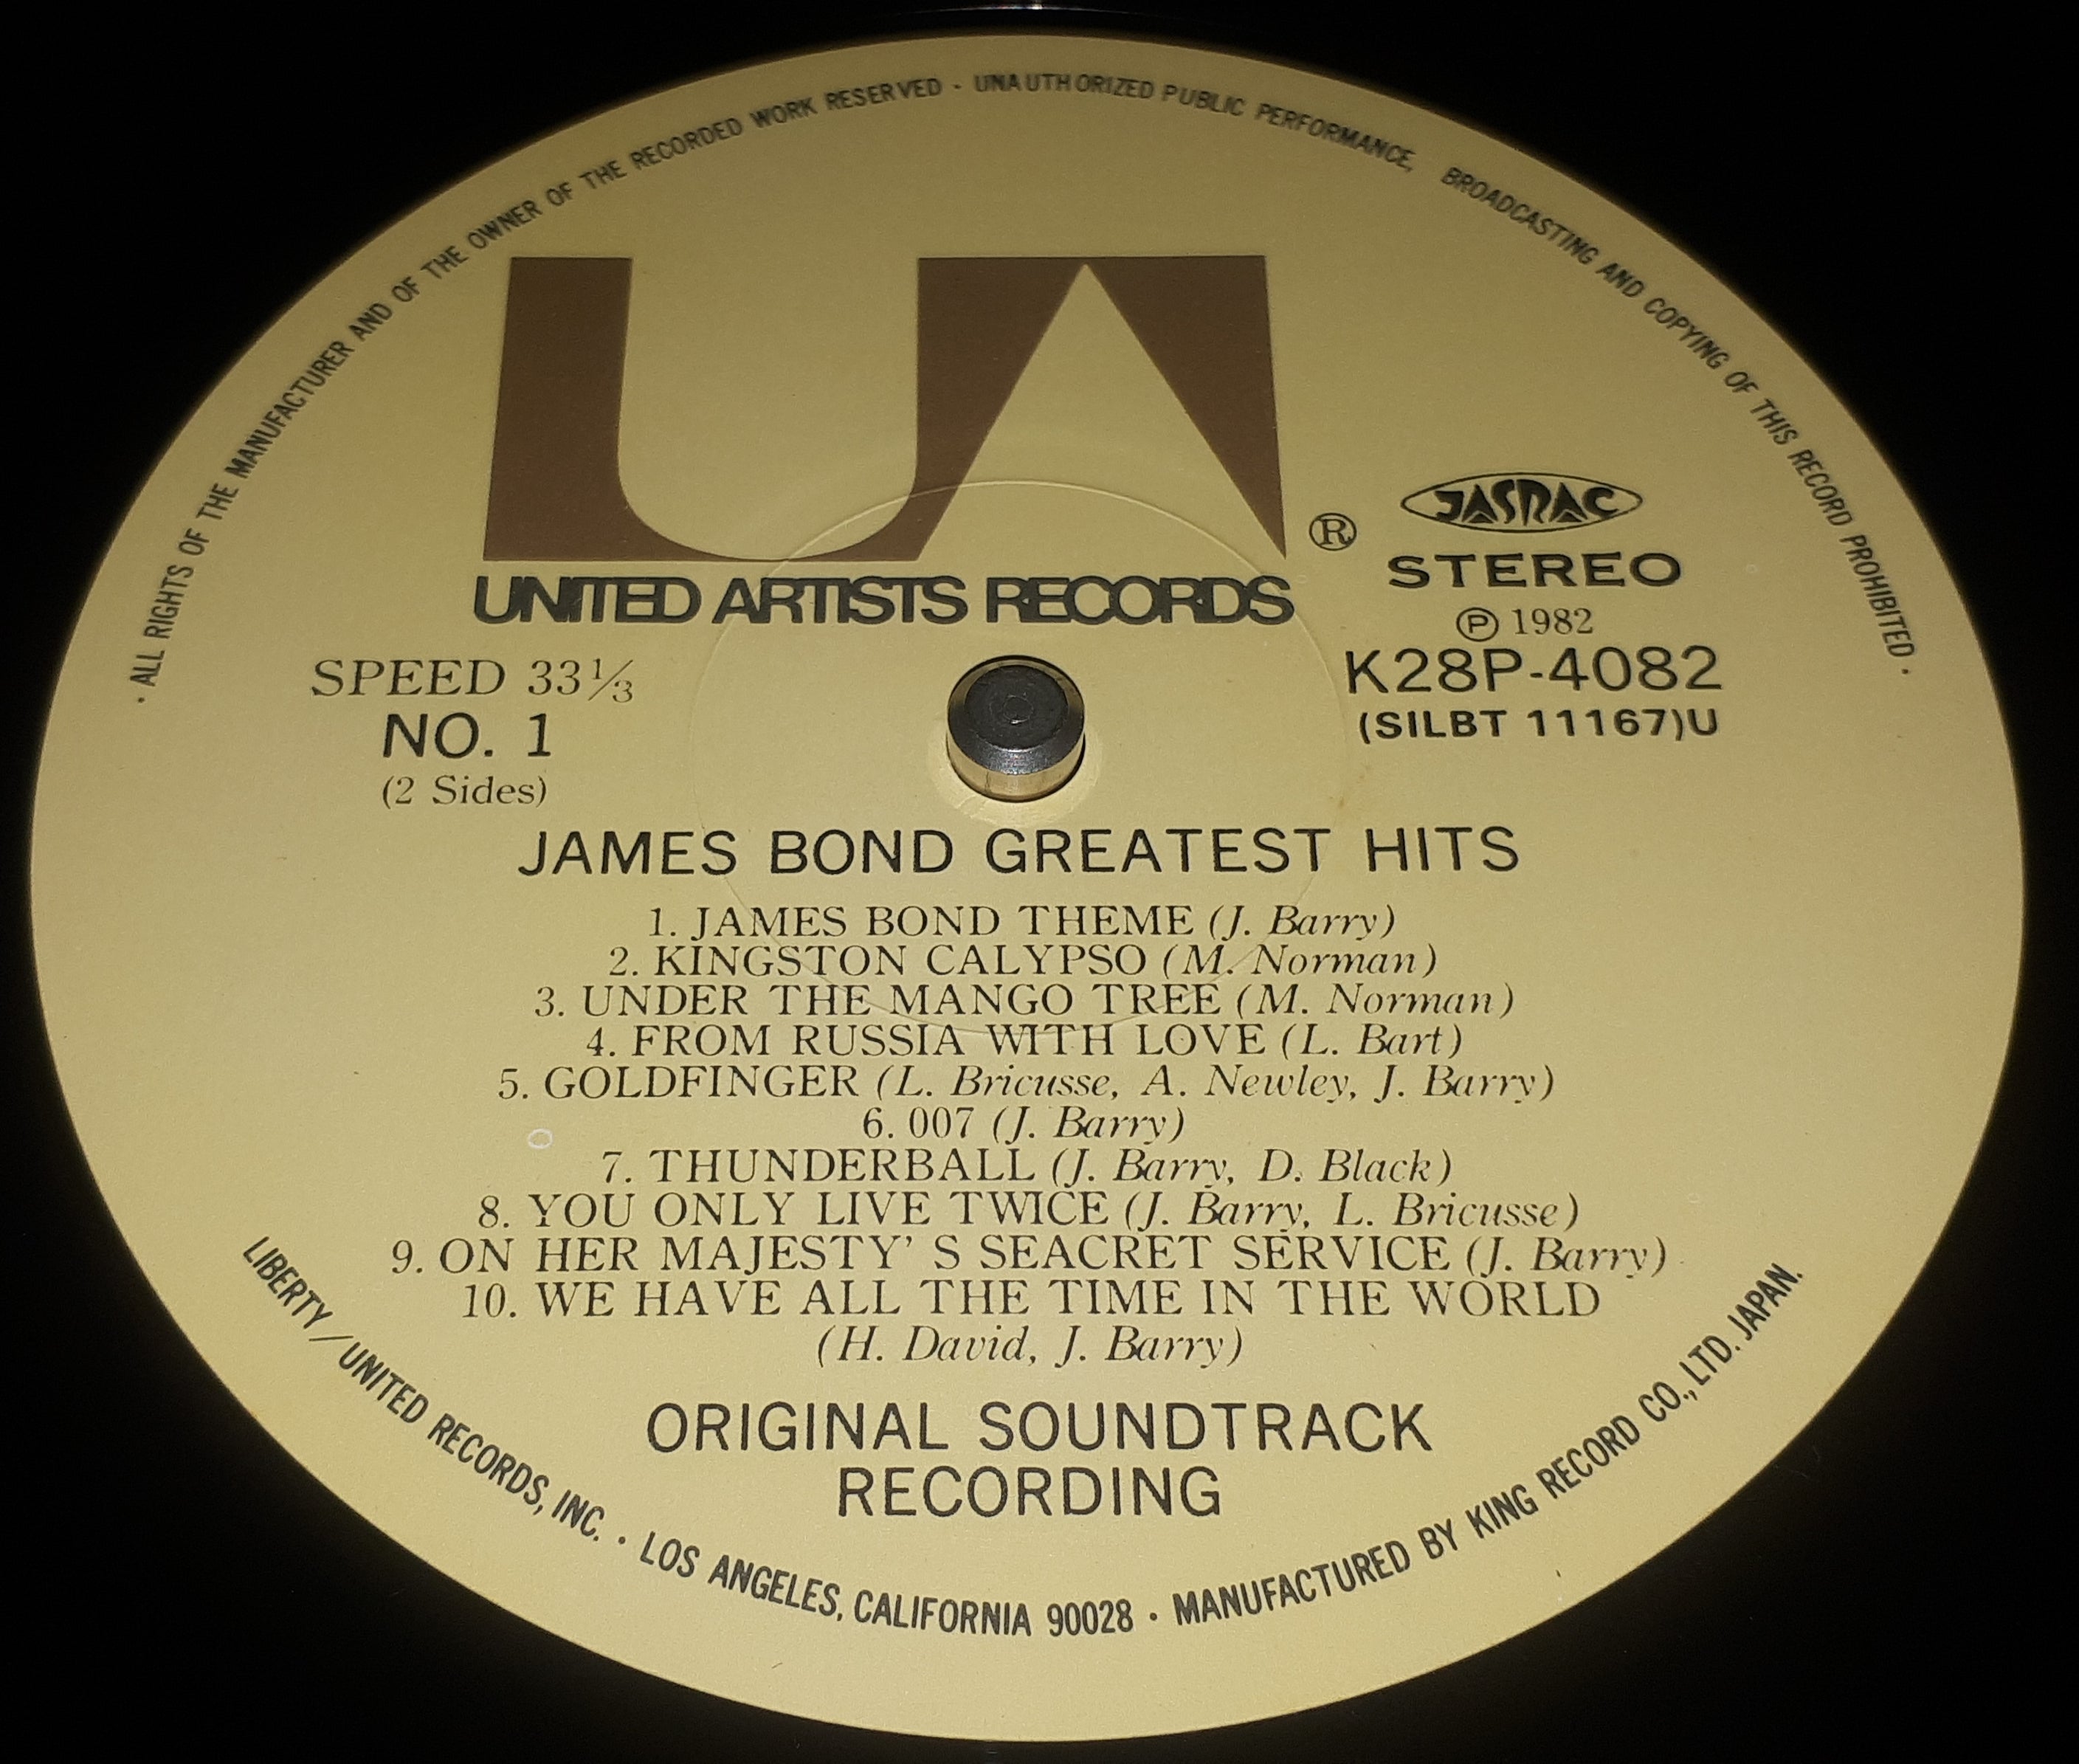 · ALL RIGHTS OF THE MANUFACTURER AND OF THE OWNER OF THE RECORDED WORK RESERVED · UNAUTHORIZED PUBLIC PERFORMANCE, BROADCASTING AND COPYING OF THIS RECORD PROHIBITED ·
UA
®
UNITED ARTISTS RECORDS
JASRAC
STEREO
℗ 1982
K28P-4082
(SILBT 11167)U
SPEED 33⅓
NO. 1
(2 Sides)
JAMES BOND GREATEST HITS
1. JAMES BOND THEME (J. Barry)
2. KINGSTON CALYPSO (M. Norman)
3. UNDER THE MANGO TREE (M. Norman)
4. FROM RUSSIA WITH LOVE (L. Bart)
5. GOLDFINGER (L. Bricusse, A. Newley, J. Barry)
6. 007 (J. Barry)
7. THUNDERBALL (J. Barry, D. Black)
8. YOU ONLY LIVE TWICE (J. Barry, L. Bricusse)
9. ON HER MAJESTY' S SEACRET SERVICE (J. Barry)
10. WE HAVE ALL THE TIME IN THE WORLD
(H. David, J. Barry)
ORIGINAL SOUNDTRACK
RECORDING
LIBERTY/UNITED RECORDS, INC. · LOS ANGELES, CALIFORNIA 90028 · MANUFACTURED BY KING RECORD CO., LTD. JAPAN.